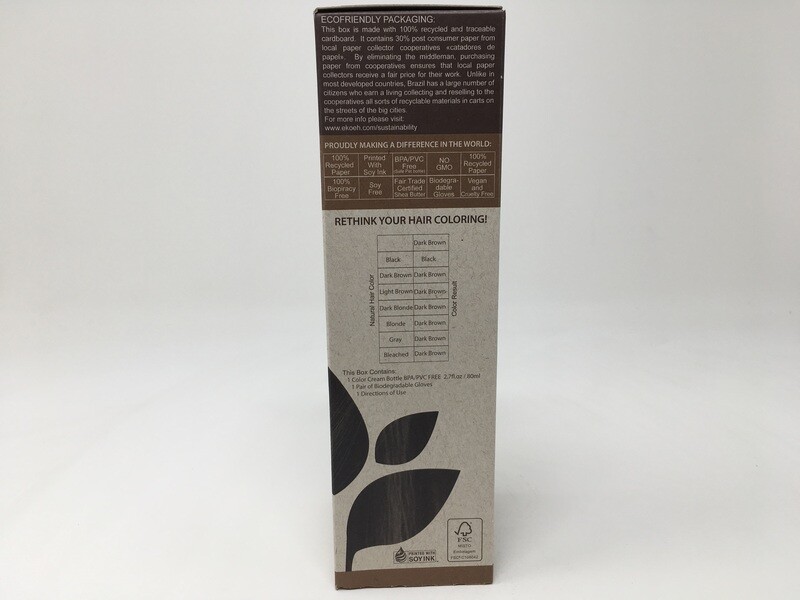 ECOFRIENDLY PACKAGING:
This box is made with 100% recycled and traceable
cardboard. It contains 30% post consumer paper from
local paper collector cooperatives «catadores de
papel». By eliminating the middleman, purchasing
paper from cooperatives ensures that local paper
collectors receive a fair price for their work. Unlike in
most developed countries, Brazil has a large number of
citizens who earn a living collecting and reselling to the
cooperatives all sorts of recyclable materials in carts on
the streets of the big cities.
For more info please visit:
www.ekoeh.com/sustainability
PROUDLY MAKING A DIFFERENCE IN THE WORLD:
100% Recycled Paper
Printed With Soy Ink
BPA/PVC Free
NO GMO
100% Recycled Paper
100% Biopiracy Free
Soy Free
Fair Trade Certified Shea Butter
Biodegra-dable Gloves
Vegan and Cruelty Free
RETHINK YOUR HAIR COLORING!
Natural Hair Color
Dark Brown
Black Black
Dark Brown Dark Brown
Light Brown Dark Brown
Dark Blonde Dark Brown
Blonde Dark Brown
Gray Dark Brown
Bleached Dark Brown
Color Result
This Box Contains:
1 Color Cream Bottle BPA/PVC FREE 2.7fl.oz / 80ml
1 Pair of Biodegradable Gloves
1 Directions of Use
PRINTED WITH
SOY INK
FSC
MISTO
Embalagem